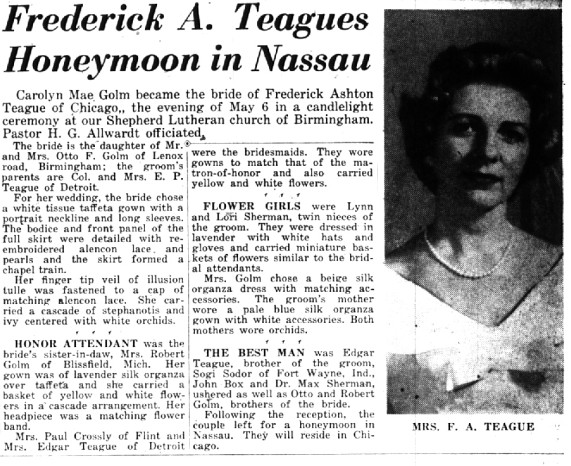 Frederick A. Teagues
Honeymoon in Nassau
Carolyn Mae Golm became the bride of Frederick Ashton
Teague of Chicago,, the evening of May 6 in a candlelight
ceremony at our Shepherd Lutheran church of Birmingham.
Pastor H. G. Allwardt officiated.
The bride is the daughter of Mr.
and Mrs. Otto F. Golm of Lenox
road, Birmingham; the groom's
parents are Col. and Mrs. E. P.
Teague of Detroit.
For her wedding, the bride chose
a white tissue taffeta gown with a
portrait neckline and long sleeves.
The bodice and front panel of the
full skirt were detailed with re-
embroidered alencon lace and
pearls and the skirt formed a
chapel train.
Her finger tip veil of illusion
tulle was fastened to a cap of
matching alencon lace. She car-
ried a cascade of stephanotis and
ivy centered with white orchids.
HONOR ATTENDANT was the
bride's sister-in-daw, Mrs. Robert
Golm of Blissfield, Mich. Her
gown was of lavender silk organza
over taffeta and she carried a
basket of yellow and white flow-
ers in a cascade arrangement. Her
headpiece was a matching flower
band.
Mrs. Paul Crossly of Flint and
Mrs. Edgar Teague of Detroit
were the bridesmaids. They wore
gowns to match that of the ma-
tron-of-honor and also carried
yellow and white flowers.
FLOWER GIRLS were Lynn
and Lori Sherman, twin nieces of
the groom. They were dressed in
lavender with white hats and
gloves and carried miniature bas-
kets of flowers similar to the brid-
al attendants.
Mrs. Golm chose a beige silk
organza dress with matching ac-
cessories. The groom's mother
wore a pale blue silk organza
gown with white accessories. Both
mothers wore orchids.
THE BEST MAN was Edgar
Teague, brother of the groom,
Sogi Sodor of Fort Wayne, Ind.,
John Box and Dr. Max Sherman,
ushered as well as Otto and Robert
Golm, brothers of the bride.
Following the reception, the
couple left for a honeymoon in
Nassau. They will reside in Chi-
cago.
MRS. F. A. TEAGUE